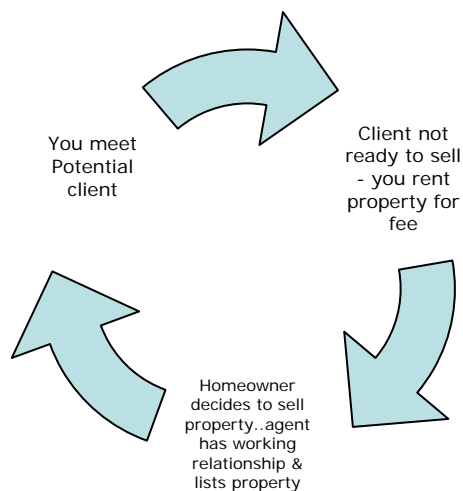 You meet
Potential
client
Client not
ready to sell
- you rent
property for
fee
Homeowner
decides to sell
property..agent
has working
relationship &
lists property